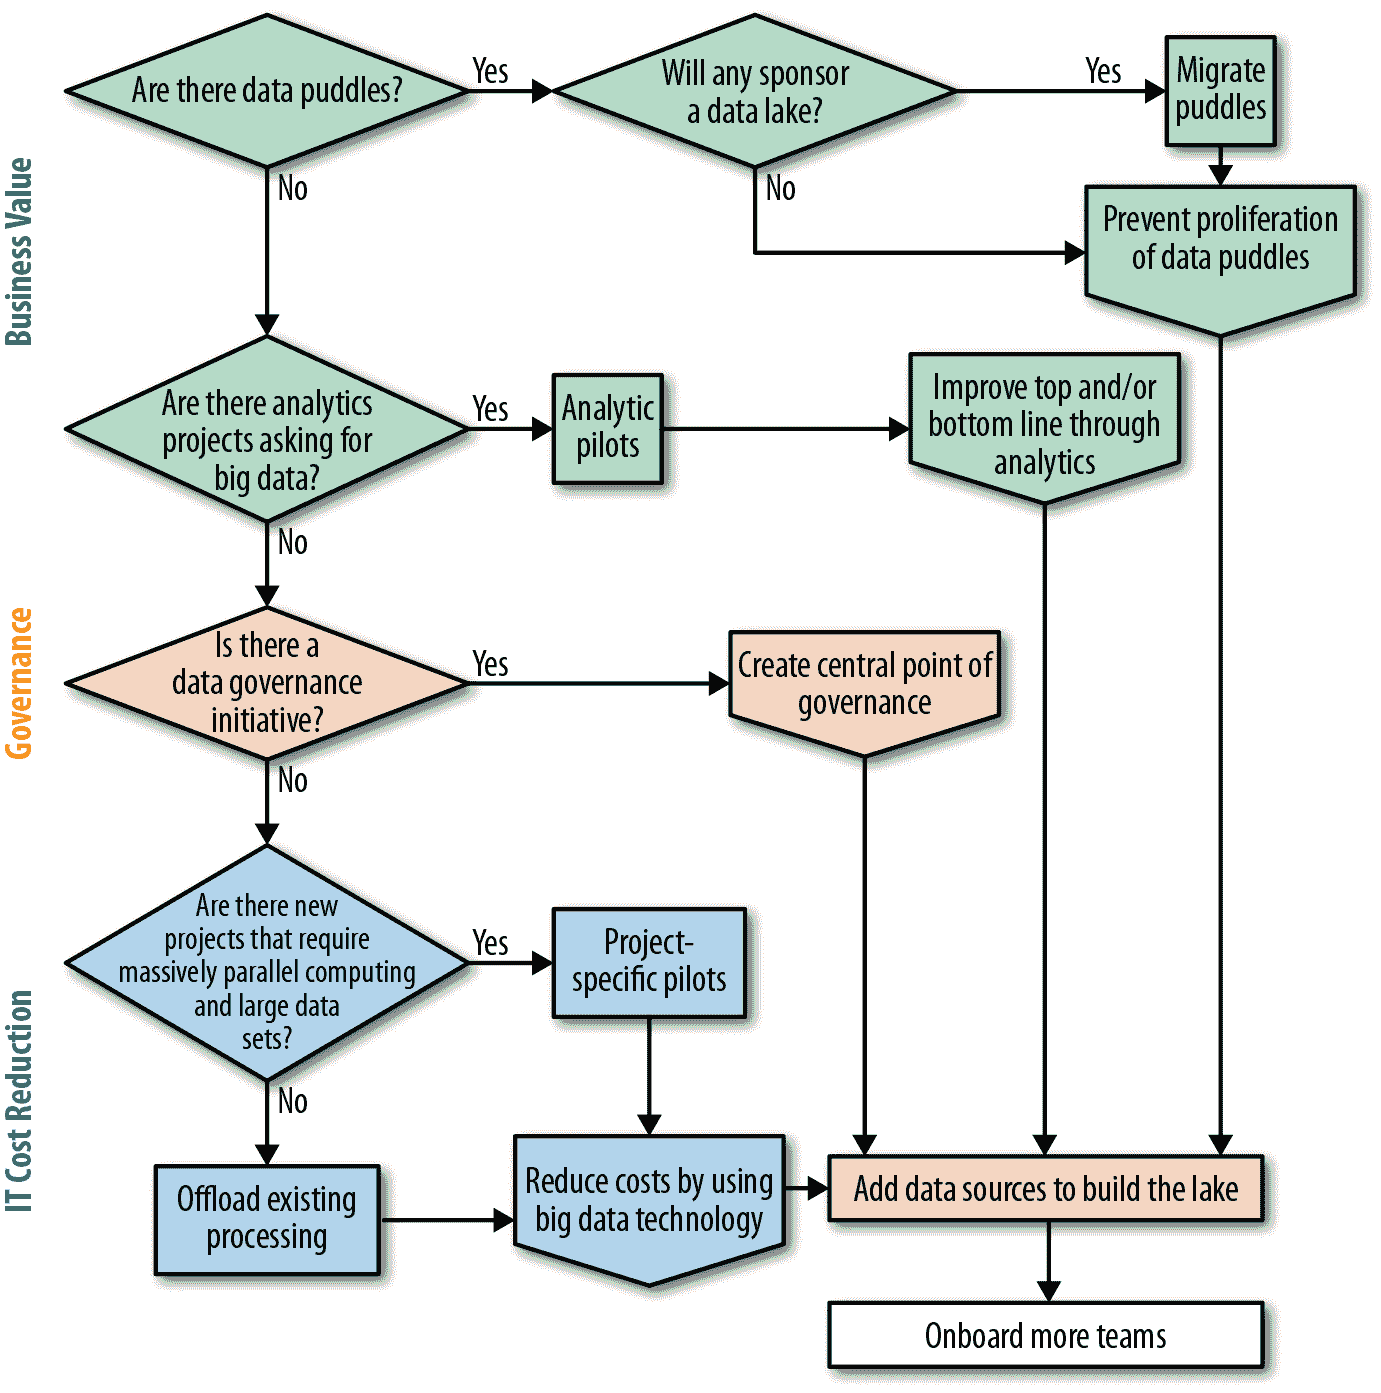 Business Value
Are there data puddles?
Yes
Will any sponsor
a data lake?
Yes
Migrate
puddles
No
No
Prevent proliferation
of data puddles
Are there analytics
projects asking for
big data?
Yes
Analytic
pilots
Improve top and/or
bottom line through
analytics
No
Governance
Is there a
data governance
initiative?
Yes
Create central point of
governance
No
IT Cost Reduction
Are there new
projects that require
massively parallel computing
and large data
sets?
Yes
Project-
specific pilots
No
Offload existing
processing
Reduce costs by using
big data technology
Add data sources to build the lake
Onboard more teams